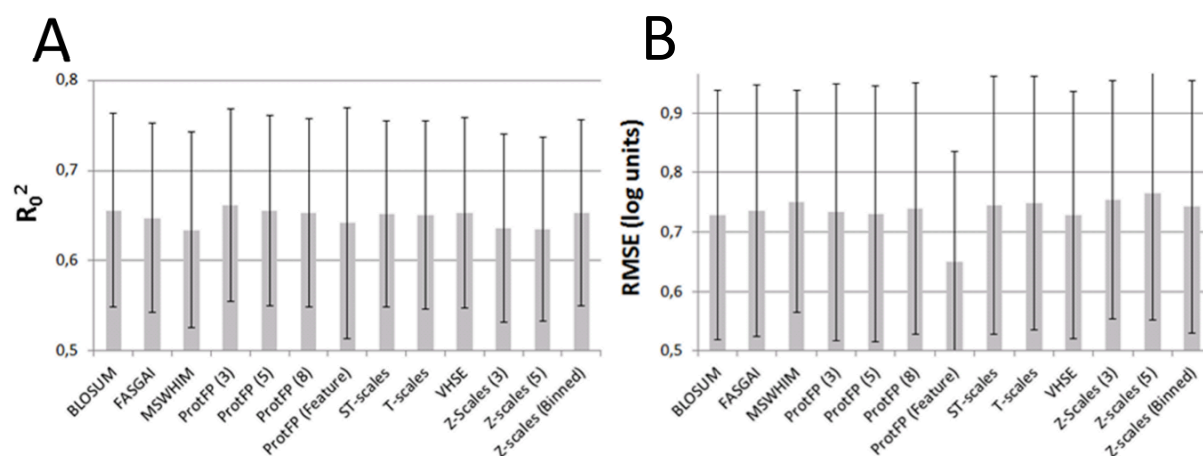 A
R₀²
0,8
0,7
0,6
0,5
BLOSUM
FASGAI
MSWHIM
ProtFP (3)
ProtFP (5)
ProtFP (8)
ProtFP (Feature)
ST-scales
T-scales
VHSE
Z-Scales (3)
Z-scales (5)
Z-scales (Binned)
B
RMSE (log units)
0,9
0,8
0,7
0,6
0,5
BLOSUM
FASGAI
MSWHIM
ProtFP (3)
ProtFP (5)
ProtFP (8)
ProtFP (Feature)
ST-scales
T-scales
VHSE
Z-Scales (3)
Z-scales (5)
Z-scales (Binned)